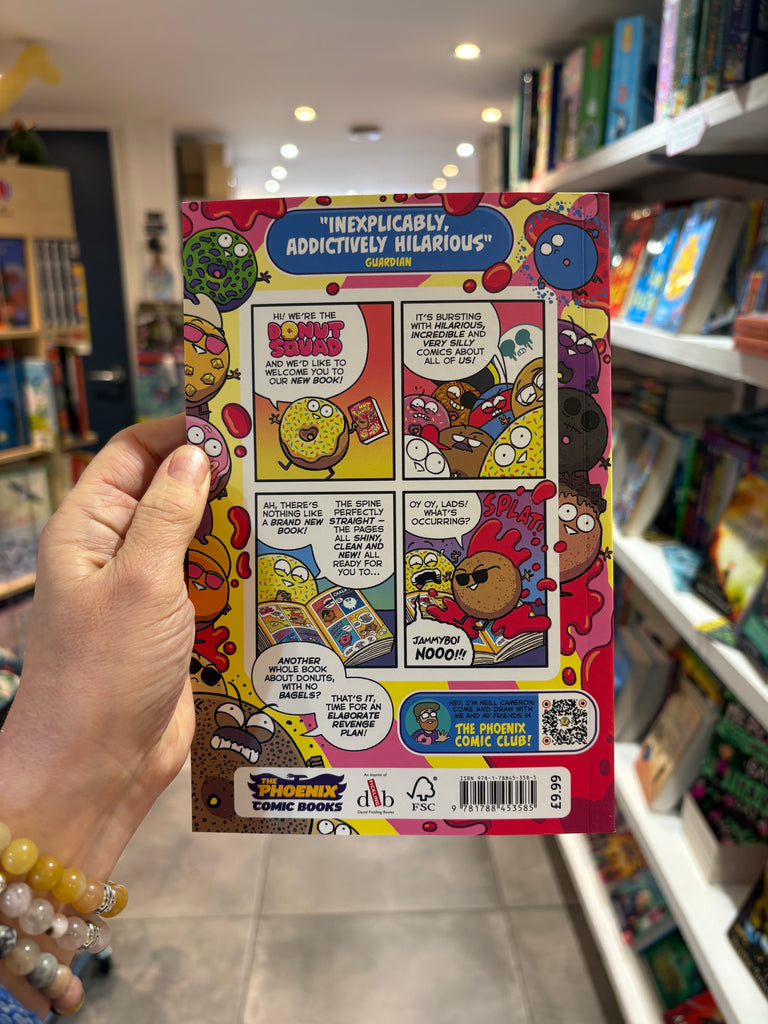 "INEXPLICABLY,
ADDICTIVELY HILARIOUS"
GUARDIAN
HI! WE'RE THE
DONUT
SQUAD
AND WE'D LIKE TO
WELCOME YOU TO
OUR NEW BOOK!
IT'S BURSTING
WITH HILARIOUS,
INCREDIBLE AND
VERY SILLY
COMICS ABOUT
ALL OF US!
AH, THERE'S
NOTHING LIKE
A BRAND NEW
BOOK!
THE SPINE
PERFECTLY
STRAIGHT –
THE PAGES
ALL SHINY,
CLEAN AND
NEW! ALL
READY FOR
YOU TO...
OY OY, LADS!
WHAT'S
OCCURRING?
SPLAT!
JAMMYBOI
NOOO!!!
ANOTHER
WHOLE BOOK
ABOUT DONUTS,
WITH NO
BAGELS?
THAT'S IT,
TIME FOR AN
ELABORATE
REVENGE
PLAN!
HEY, I'M NEILL CAMERON!
COME AND DRAW WITH
ME AND MY FRIENDS IN
THE PHOENIX
COMIC CLUB!
THE
PHOENIX
COMIC BOOKS
An imprint of
db
David Fickling Books
FSC
ISBN 978-1-78845-358-5
9 781788 453585
£9.99